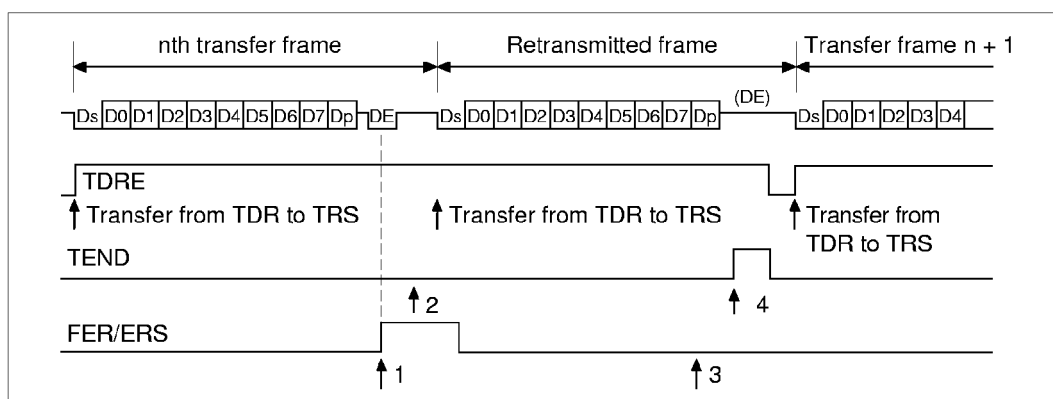 nth transfer frame Retransmitted frame Transfer frame n + 1
(DE)
Ds D0 D1 D2 D3 D4 D5 D6 D7 Dp DE Ds D0 D1 D2 D3 D4 D5 D6 D7 Dp Ds D0 D1 D2 D3 D4
TDRE
Transfer from TDR to TRS Transfer from TDR to TRS Transfer from
TDR to TRS
TEND
2 4
FER/ERS
1 3